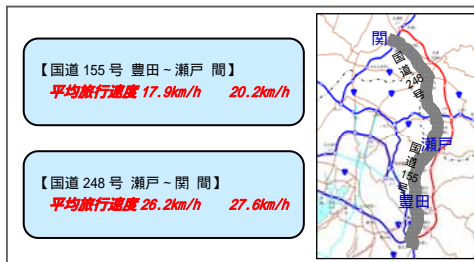 【国道 155 号 豊田～瀬戸 間】
平均旅行速度 17.9km/h 20.2km/h
【国道 248 号 瀬戸～関 間】
平均旅行速度 26.2km/h 27.6km/h
関
国道248号
瀬戸
国道155号
豊田